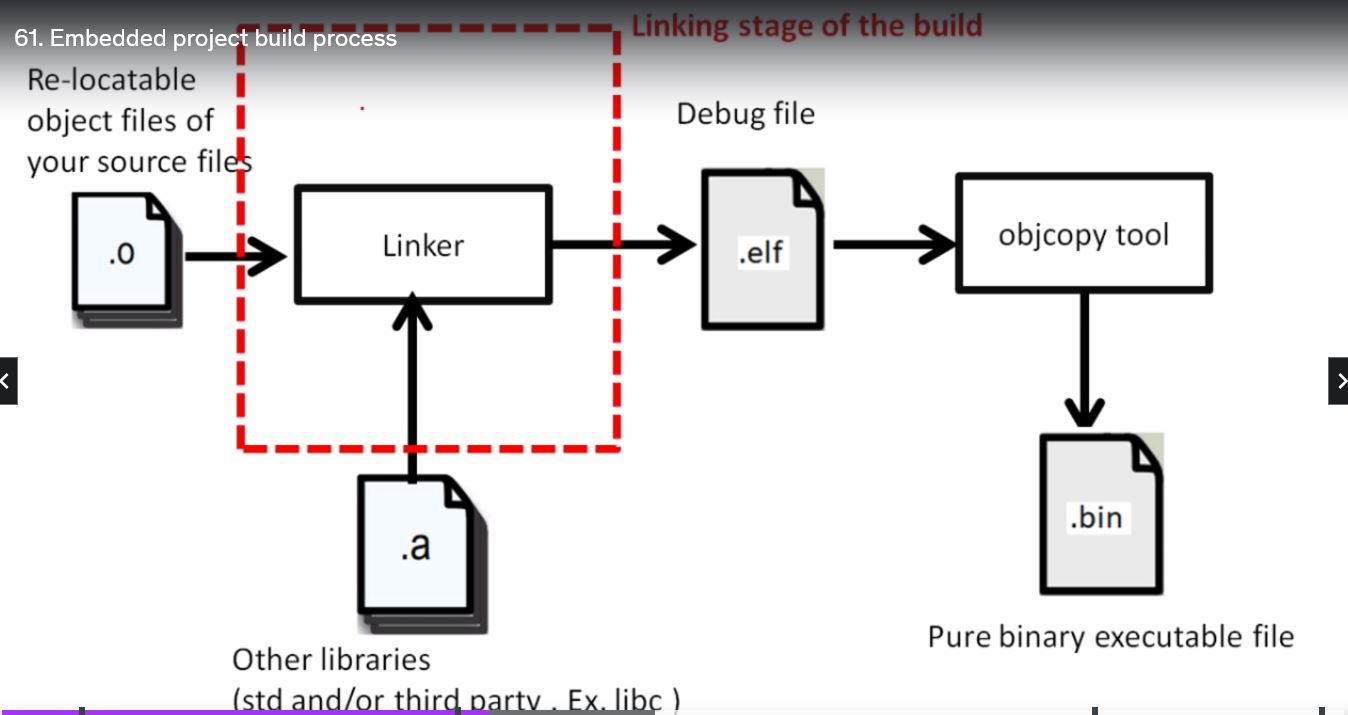 Linking stage of the build
61. Embedded project build process
Re-locatable
object files of
your source files
Debug file
.o
Linker
.elf
objcopy tool
.a
.bin
Pure binary executable file
Other libraries
(std and/or third party . Ex. libc )